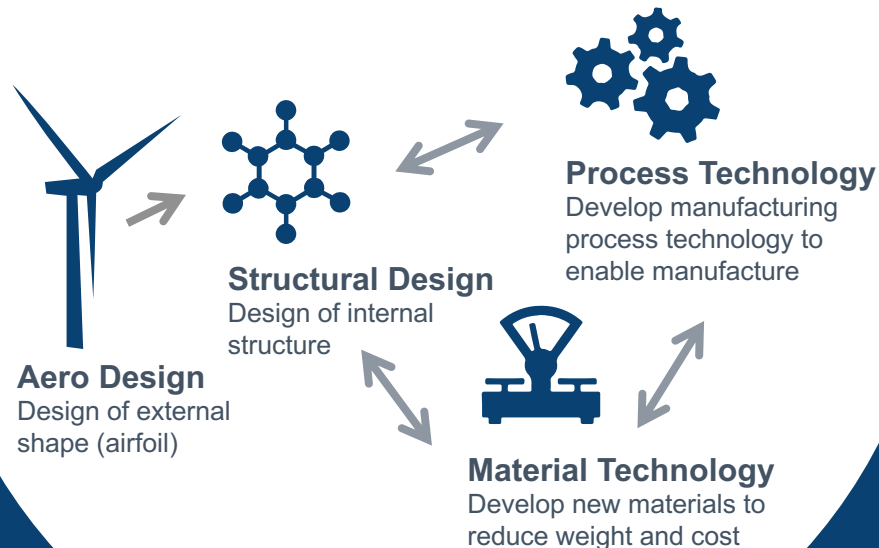 Process Technology
Develop manufacturing
process technology to
enable manufacture
Structural Design
Design of internal
structure
Aero Design
Design of external
shape (airfoil)
Material Technology
Develop new materials to
reduce weight and cost